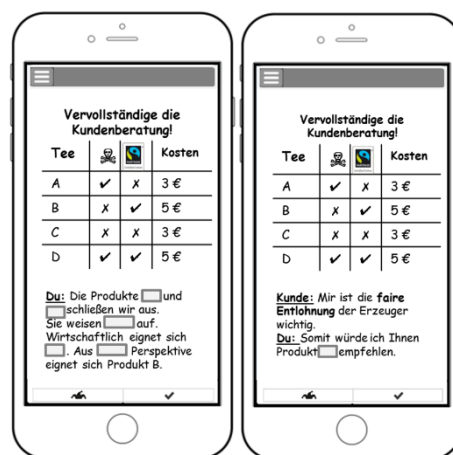 Vervollständige die
Kundenberatung!
Tee Kosten
A ✓ ✗ 3 €
B ✗ ✓ 5 €
C ✗ ✗ 3 €
D ✓ ✓ 5 €
Du: Die Produkte und
schließen wir aus.
Sie weisen auf.
Wirtschaftlich eignet sich
. Aus Perspektive
eignet sich Produkt B.
Vervollständige die
Kundenberatung!
Tee Kosten
A ✓ ✗ 3 €
B ✗ ✓ 5 €
C ✗ ✗ 3 €
D ✓ ✓ 5 €
Kunde: Mir ist die faire
Entlohnung der Erzeuger
wichtig.
Du: Somit würde ich Ihnen
Produkt empfehlen.